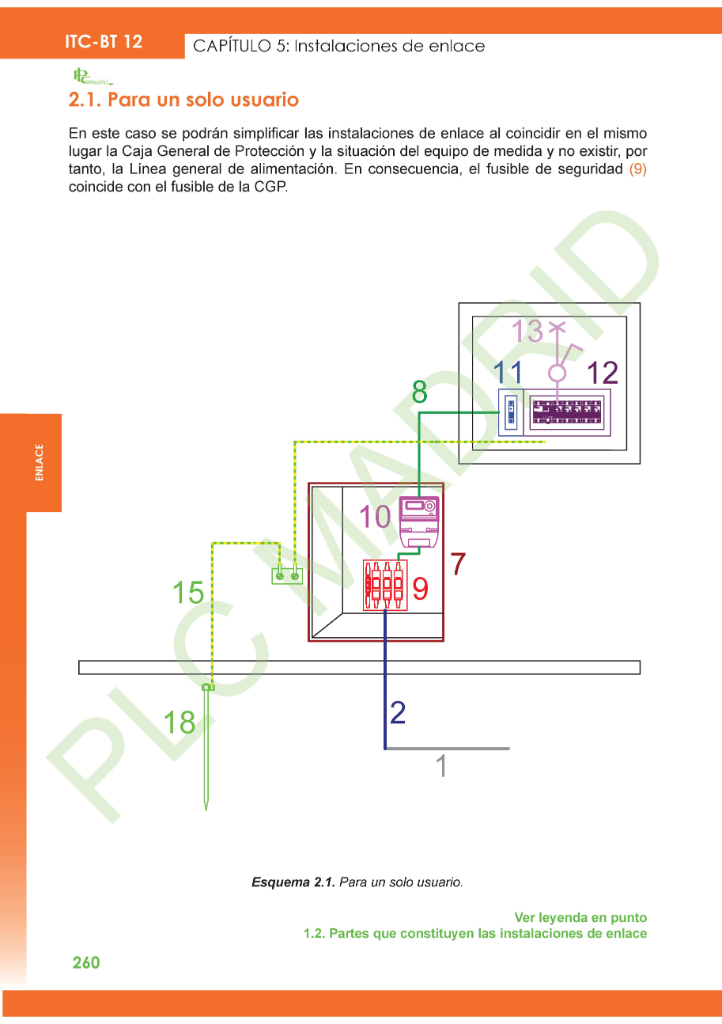 ITC-BT 12
CAPÍTULO 5: Instalaciones de enlace
PLCmadrid
2.1. Para un solo usuario
En este caso se podrán simplificar las instalaciones de enlace al coincidir en el mismo
lugar la Caja General de Protección y la situación del equipo de medida y no existir, por
tanto, la Línea general de alimentación. En consecuencia, el fusible de seguridad (9)
coincide con el fusible de la CGP.
PLC MADRID
13
11
12
8
10
7
9
15
2
18
1
ENLACE
Esquema 2.1. Para un solo usuario.
Ver leyenda en punto
1.2. Partes que constituyen las instalaciones de enlace
260